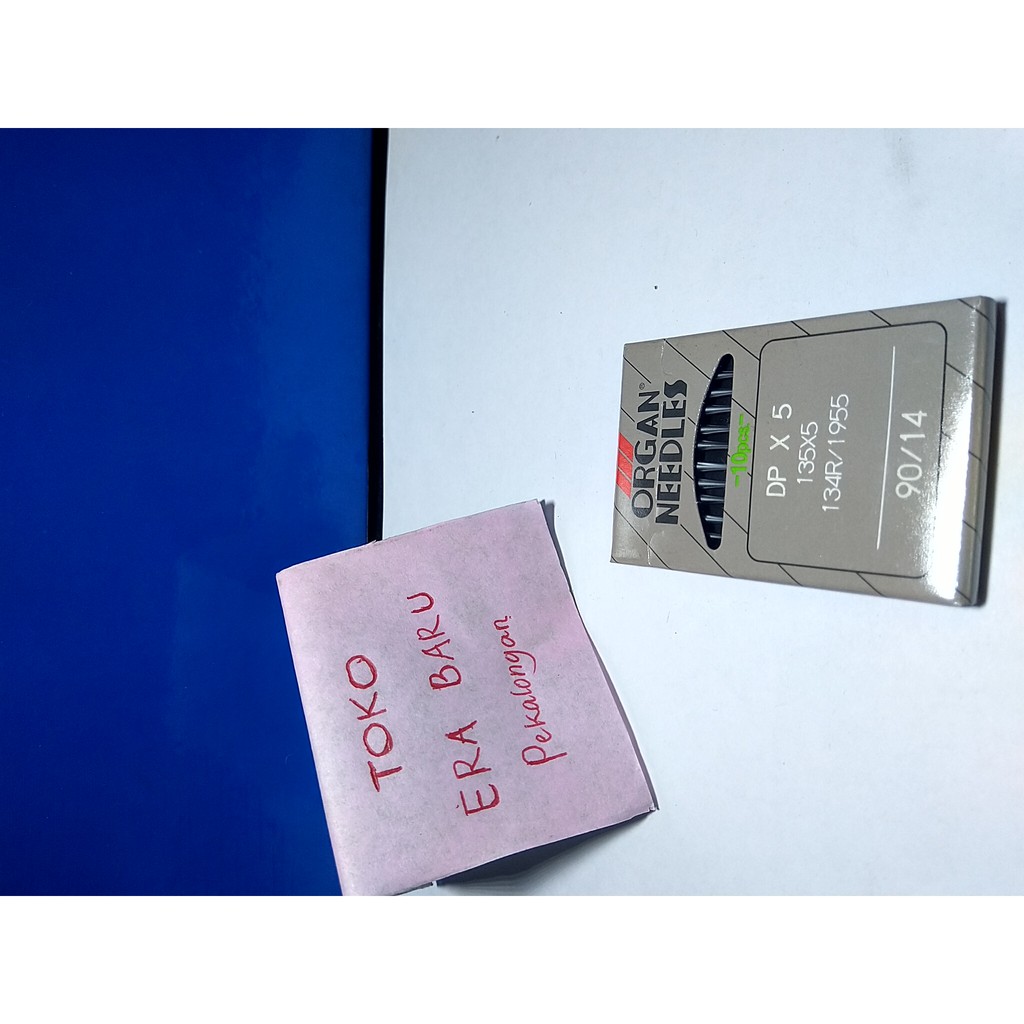 ORGAN®
NEEDLES
-10pcs-
DP X 5
135X5
134R/1955
90/14
TOKO
ERA BARU
Pekalongan.